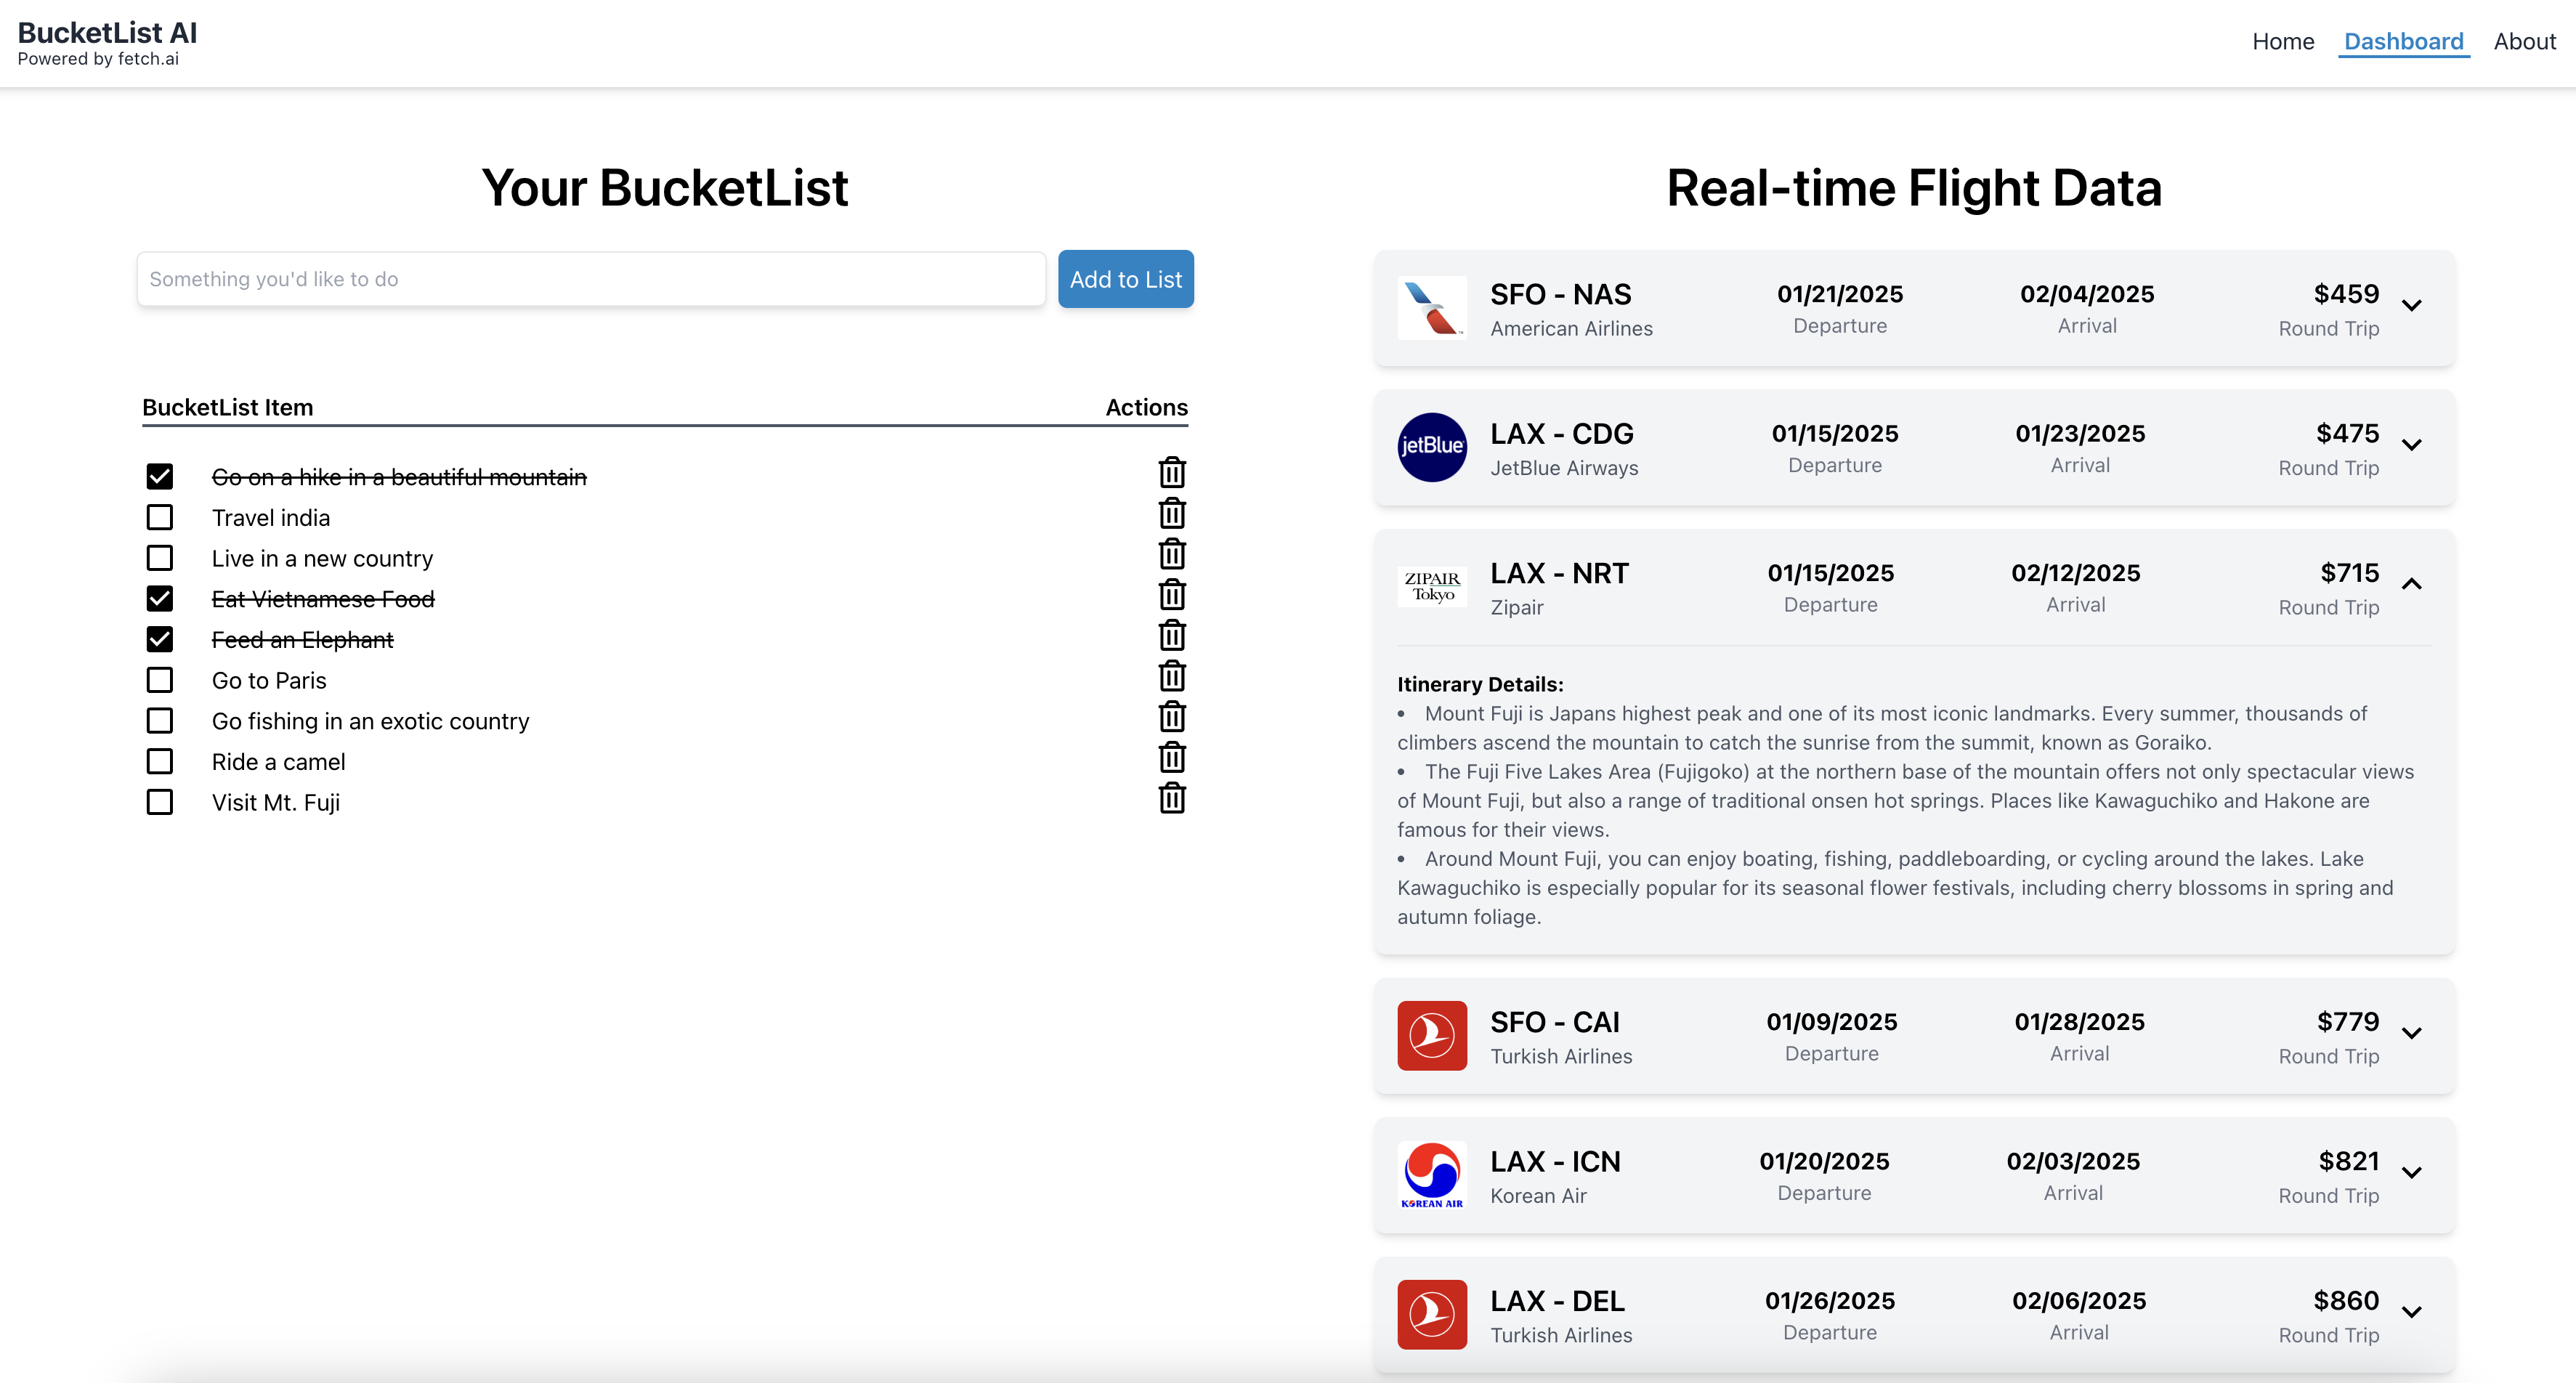 BucketList AI
Powered by fetch.ai
Home Dashboard About
Your BucketList
Something you'd like to do
Add to List
BucketList Item Actions
Go on a hike in a beautiful mountain
Travel india
Live in a new country
Eat Vietnamese Food
Feed an Elephant
Go to Paris
Go fishing in an exotic country
Ride a camel
Visit Mt. Fuji
Real-time Flight Data
SFO - NAS 01/21/2025 02/04/2025 $459
American Airlines Departure Arrival Round Trip
jetBlue
LAX - CDG 01/15/2025 01/23/2025 $475
JetBlue Airways Departure Arrival Round Trip
ZIPAIR
Tokyo
LAX - NRT 01/15/2025 02/12/2025 $715
Zipair Departure Arrival Round Trip
Itinerary Details:
• Mount Fuji is Japans highest peak and one of its most iconic landmarks. Every summer, thousands of
climbers ascend the mountain to catch the sunrise from the summit, known as Goraiko.
• The Fuji Five Lakes Area (Fujigoko) at the northern base of the mountain offers not only spectacular views
of Mount Fuji, but also a range of traditional onsen hot springs. Places like Kawaguchiko and Hakone are
famous for their views.
• Around Mount Fuji, you can enjoy boating, fishing, paddleboarding, or cycling around the lakes. Lake
Kawaguchiko is especially popular for its seasonal flower festivals, including cherry blossoms in spring and
autumn foliage.
SFO - CAI 01/09/2025 01/28/2025 $779
Turkish Airlines Departure Arrival Round Trip
KOREAN AIR
LAX - ICN 01/20/2025 02/03/2025 $821
Korean Air Departure Arrival Round Trip
LAX - DEL 01/26/2025 02/06/2025 $860
Turkish Airlines Departure Arrival Round Trip